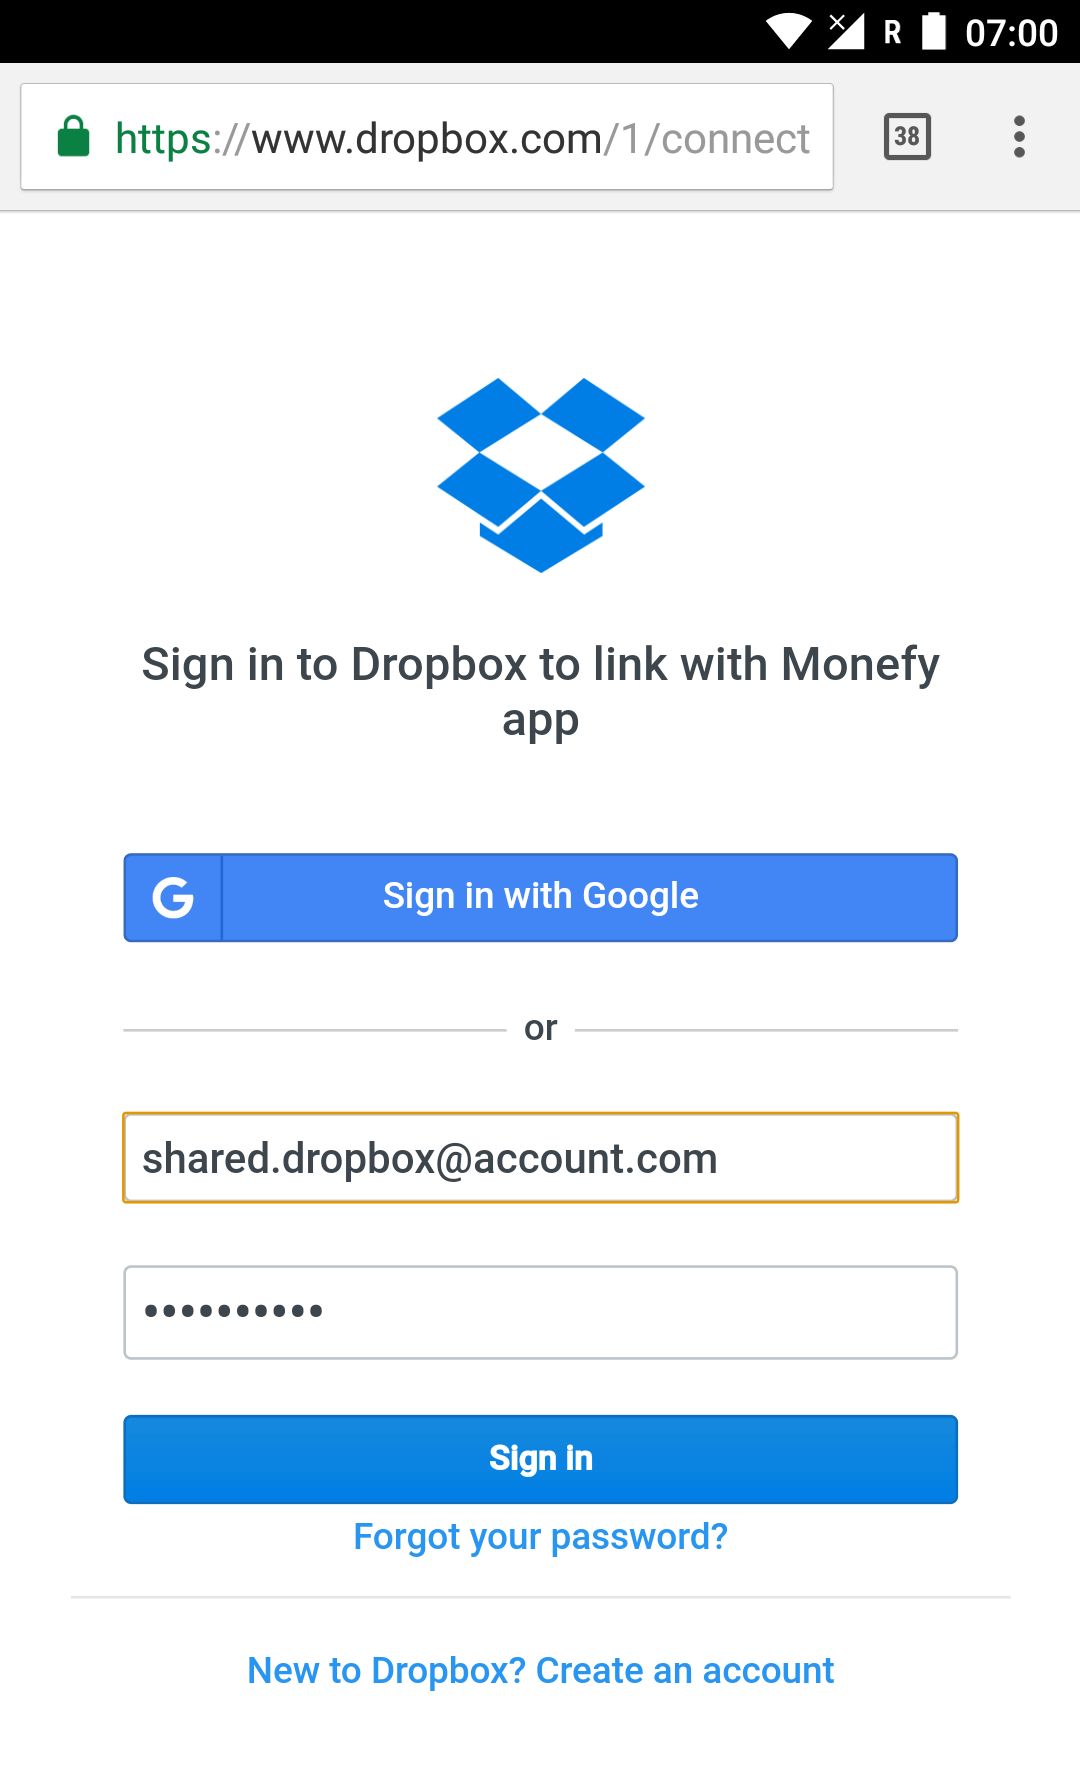 R 07:00
https://www.dropbox.com/1/connect
38
Sign in to Dropbox to link with Monefy
app
G Sign in with Google
or
shared.dropbox@account.com
••••••••••
Sign in
Forgot your password?
New to Dropbox? Create an account